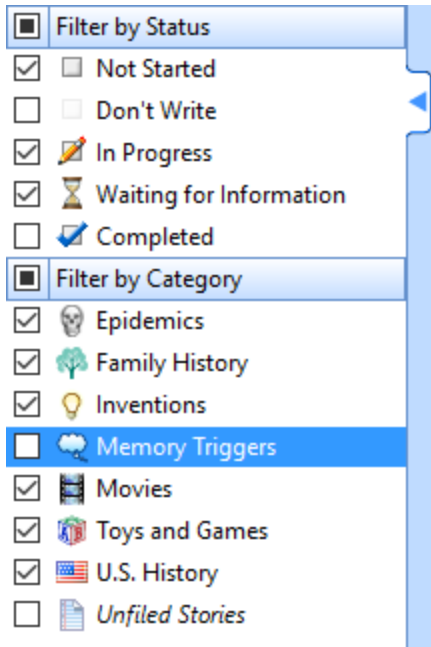 Filter by Status
Not Started
Don't Write
In Progress
Waiting for Information
Completed
Filter by Category
Epidemics
Family History
Inventions
Memory Triggers
Movies
Toys and Games
U.S. History
Unfiled Stories